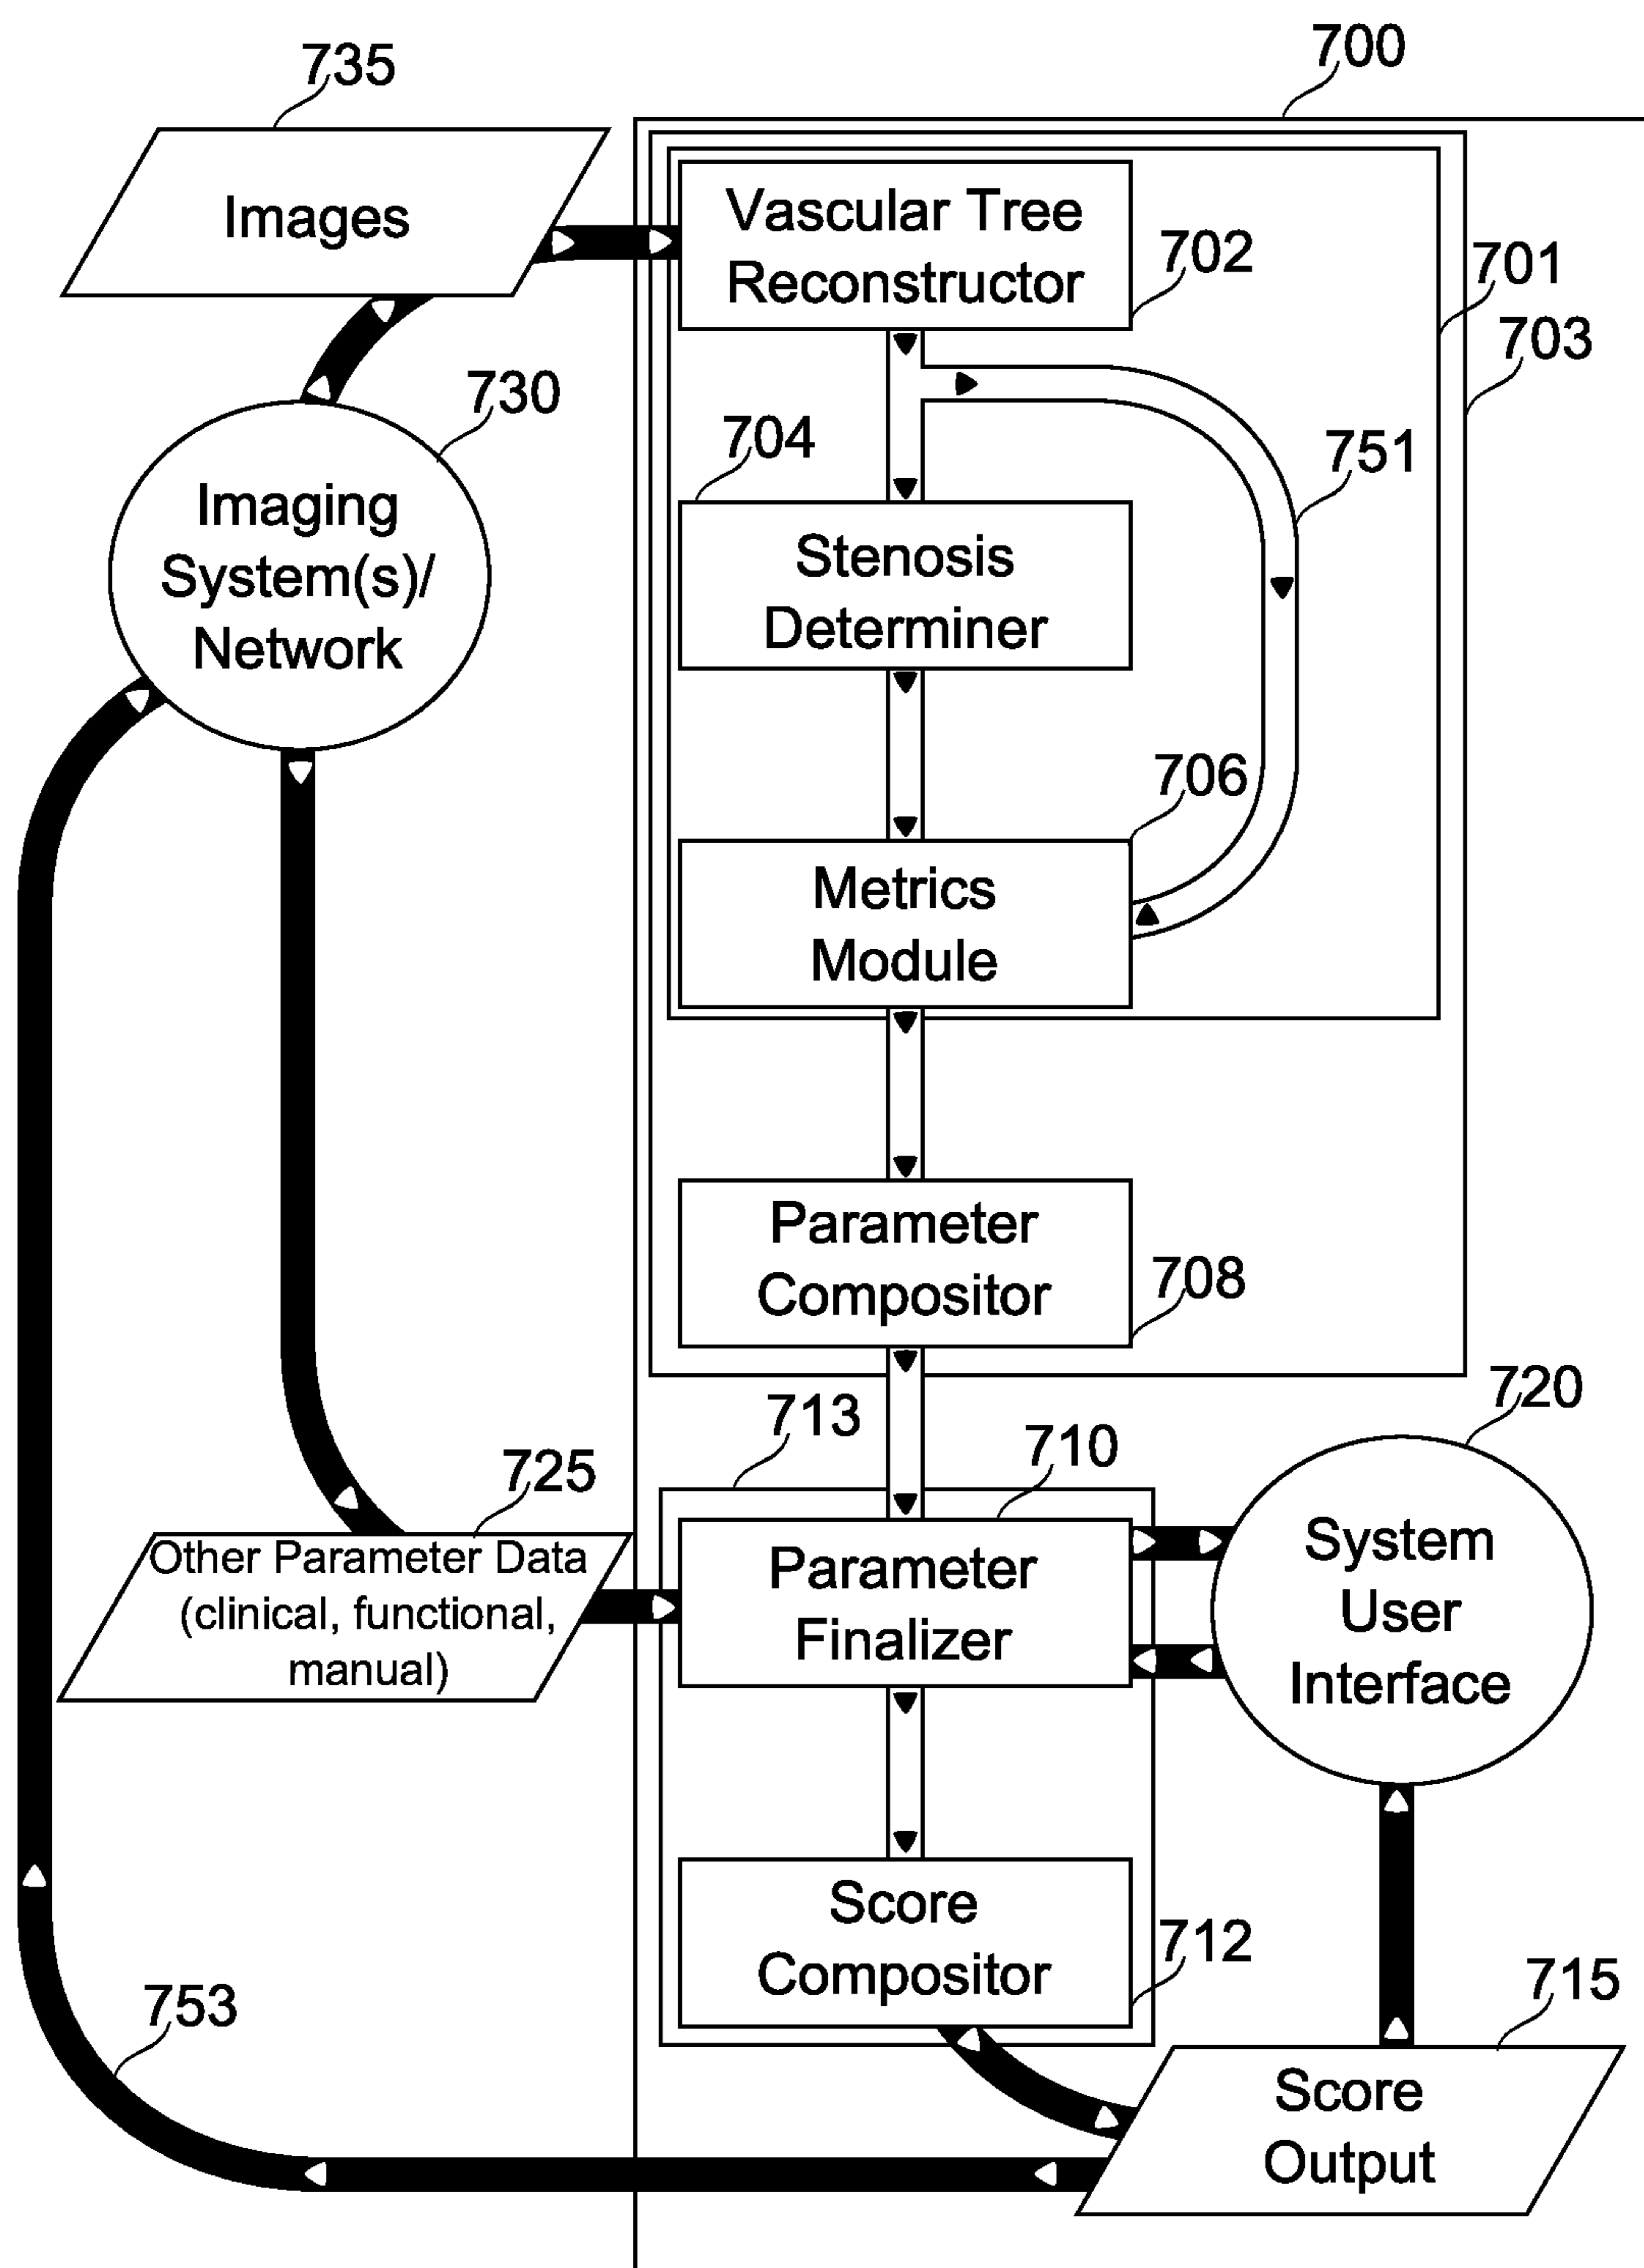 700
735
Images
Vascular Tree
Reconstructor
702
701
703
730
Imaging
System(s)/
Network
704
751
Stenosis
Determiner
706
Metrics
Module
Parameter
Compositor
708
720
713
710
725
Other Parameter Data
(clinical, functional,
manual)
Parameter
Finalizer
System
User
Interface
Score
Compositor
712
753
715
Score
Output